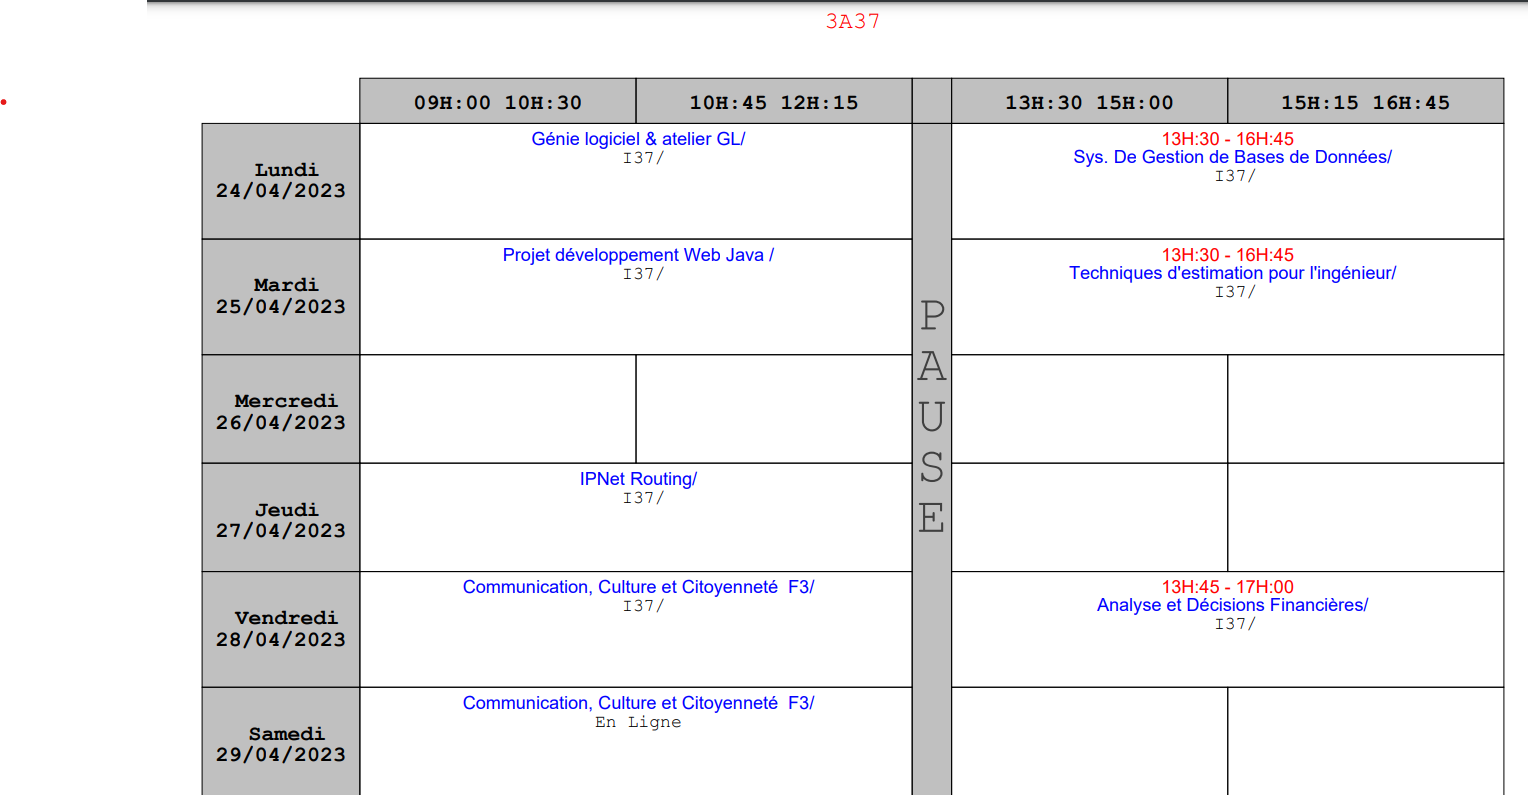 3A37
09H:00 10H:30 10H:45 12H:15 13H:30 15H:00 15H:15 16H:45
Lundi
24/04/2023
Génie logiciel & atelier GL/
I37/
13H:30 - 16H:45
Sys. De Gestion de Bases de Données/
I37/
Mardi
25/04/2023
Projet développement Web Java /
I37/
13H:30 - 16H:45
Techniques d'estimation pour l'ingénieur/
I37/
PAUSE
Mercredi
26/04/2023
Jeudi
27/04/2023
IPNet Routing/
I37/
Vendredi
28/04/2023
Communication, Culture et Citoyenneté  F3/
I37/
13H:45 - 17H:00
Analyse et Décisions Financières/
I37/
Samedi
29/04/2023
Communication, Culture et Citoyenneté  F3/
En Ligne